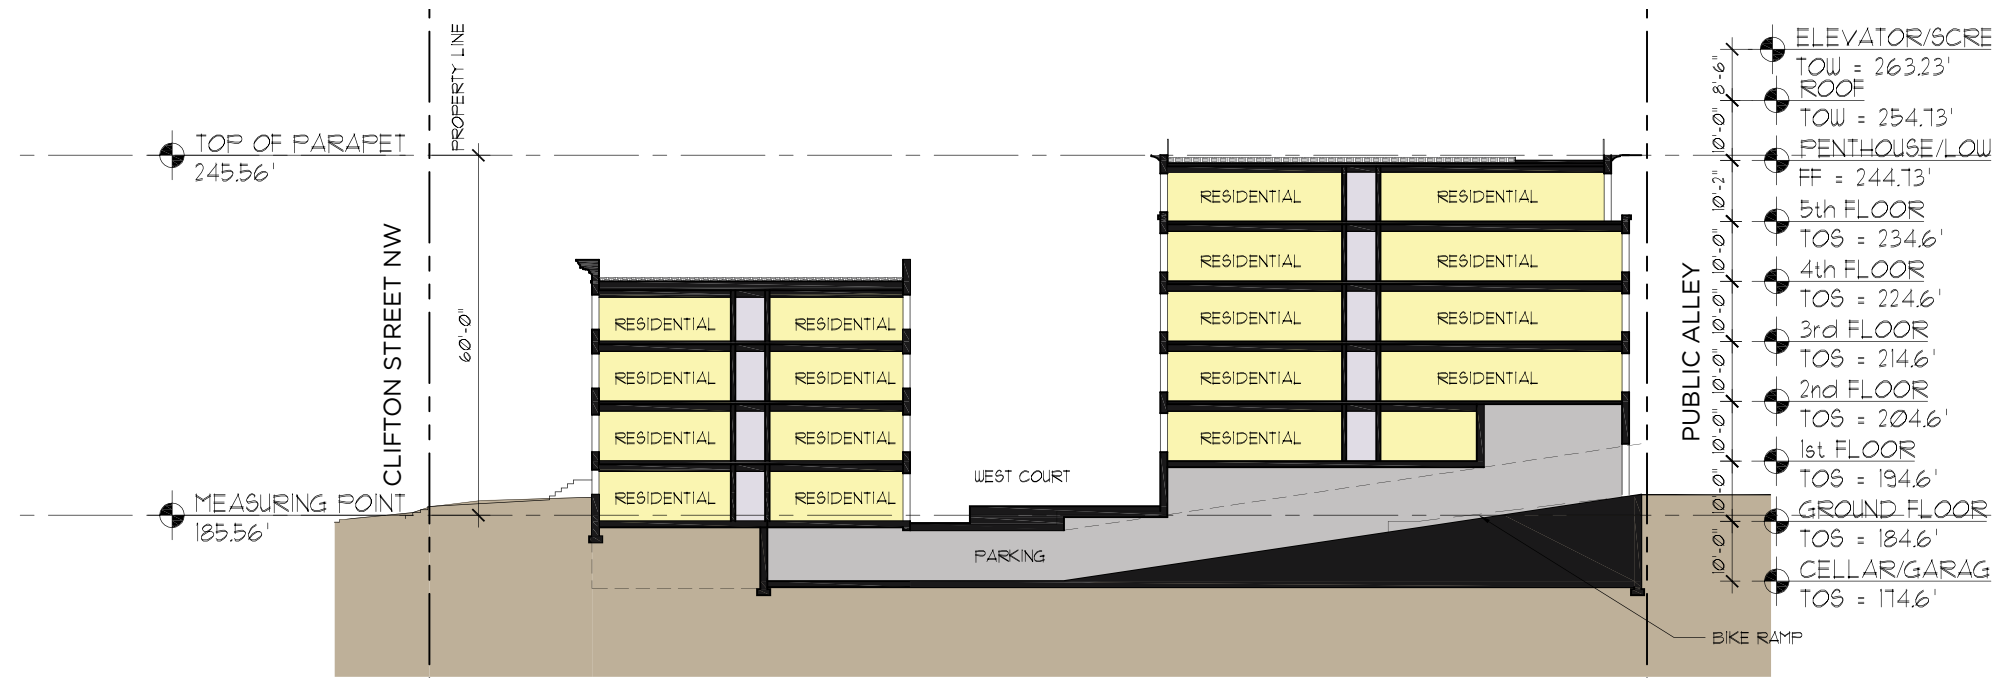 PROPERTY LINE
TOP OF PARAPET
245.56'
CLIFTON STREET NW
60'-0"
MEASURING POINT
185.56'
RESIDENTIAL RESIDENTIAL
RESIDENTIAL RESIDENTIAL
RESIDENTIAL RESIDENTIAL
RESIDENTIAL RESIDENTIAL
WEST COURT
PARKING
RESIDENTIAL RESIDENTIAL
RESIDENTIAL RESIDENTIAL
RESIDENTIAL RESIDENTIAL
RESIDENTIAL RESIDENTIAL
RESIDENTIAL
PUBLIC ALLEY
8'-6"
10'-0"
10'-2"
10'-0"
10'-0"
10'-0"
10'-0"
10'-0"
10'-0"
ELEVATOR/SCRE
TOW = 263.23'
ROOF
TOW = 254.73'
PENTHOUSE/LOW
FF = 244.73'
5th FLOOR
TOS = 234.6'
4th FLOOR
TOS = 224.6'
3rd FLOOR
TOS = 214.6'
2nd FLOOR
TOS = 204.6'
1st FLOOR
TOS = 194.6'
GROUND FLOOR
TOS = 184.6'
CELLAR/GARAG
TOS = 174.6'
BIKE RAMP